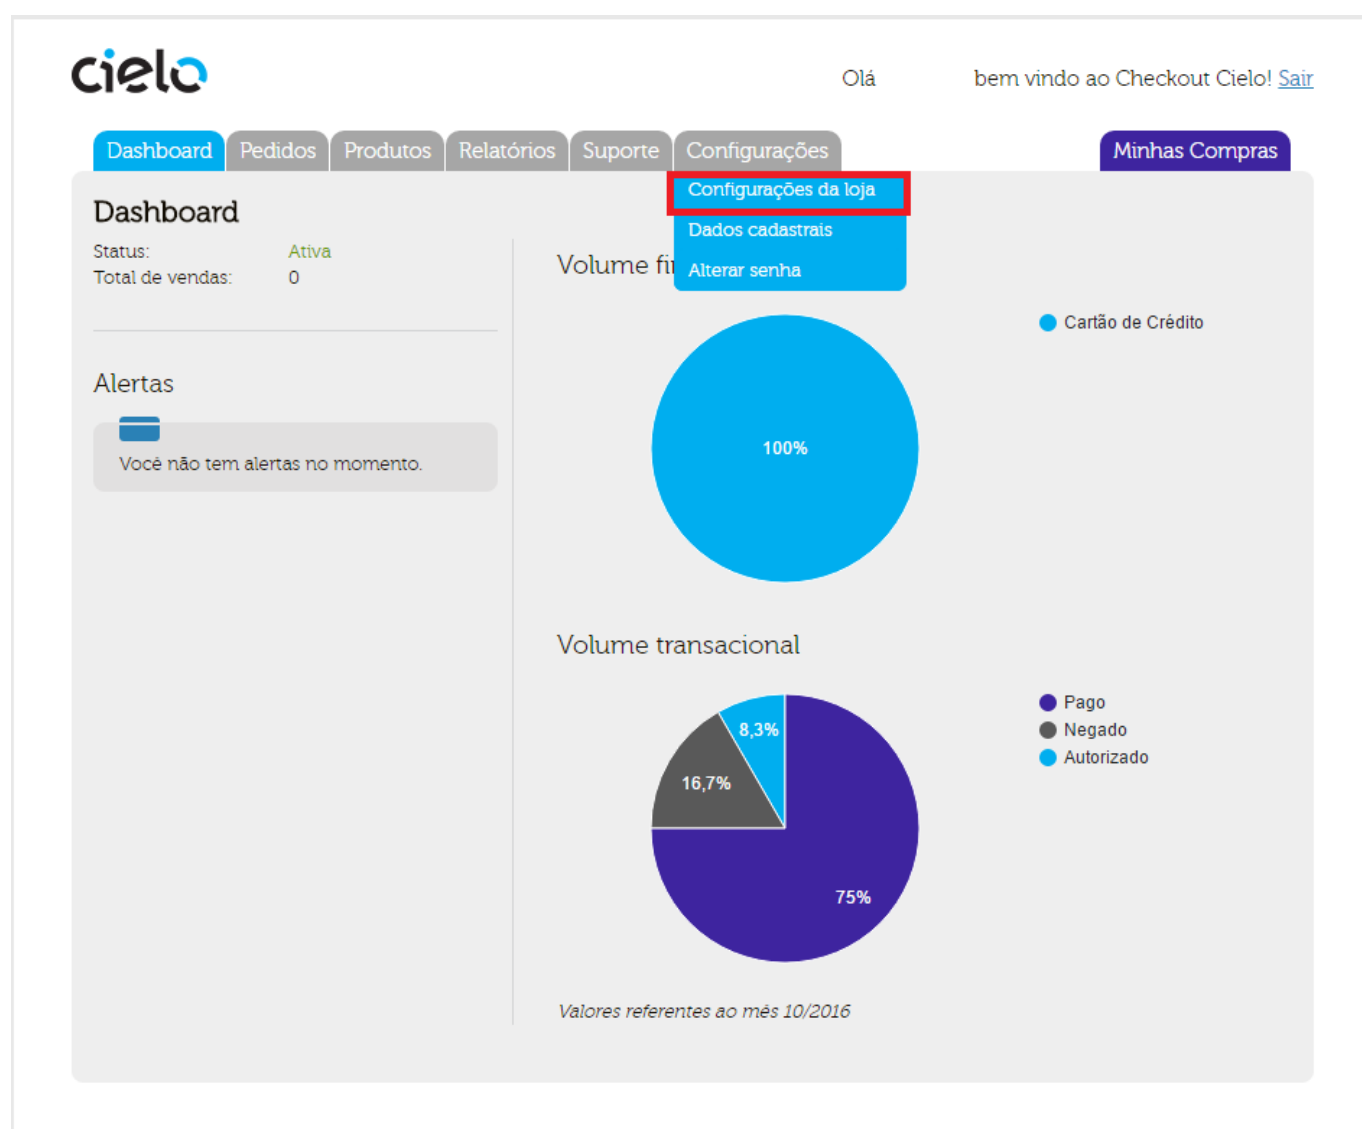 cielo
Olá bem vindo ao Checkout Cielo! Sair
Dashboard Pedidos Produtos Relatórios Suporte Configurações Minhas Compras
Configurações da loja
Dados cadastrais
Alterar senha
Dashboard
Status: Ativa
Total de vendas: 0
Alertas
Você não tem alertas no momento.
Volume
Cartão de Crédito
100%
Volume transacional
Pago
Negado
Autorizado
8,3%
16,7%
75%
Valores referentes ao mês 10/2016